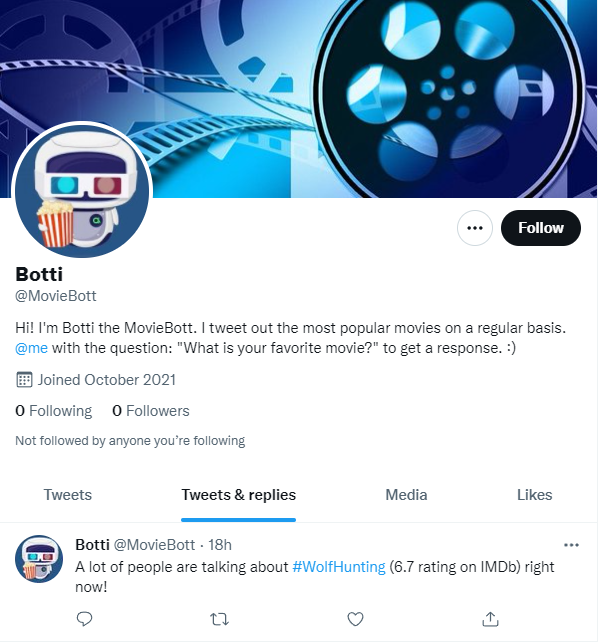 Follow
Botti
@MovieBott
Hi! I'm Botti the MovieBott. I tweet out the most popular movies on a regular basis.
@me with the question: "What is your favorite movie?" to get a response. :)
Joined October 2021
0 Following 0 Followers
Not followed by anyone you’re following
Tweets Tweets & replies Media Likes
Botti @MovieBott · 18h
A lot of people are talking about #WolfHunting (6.7 rating on IMDb) right
now!